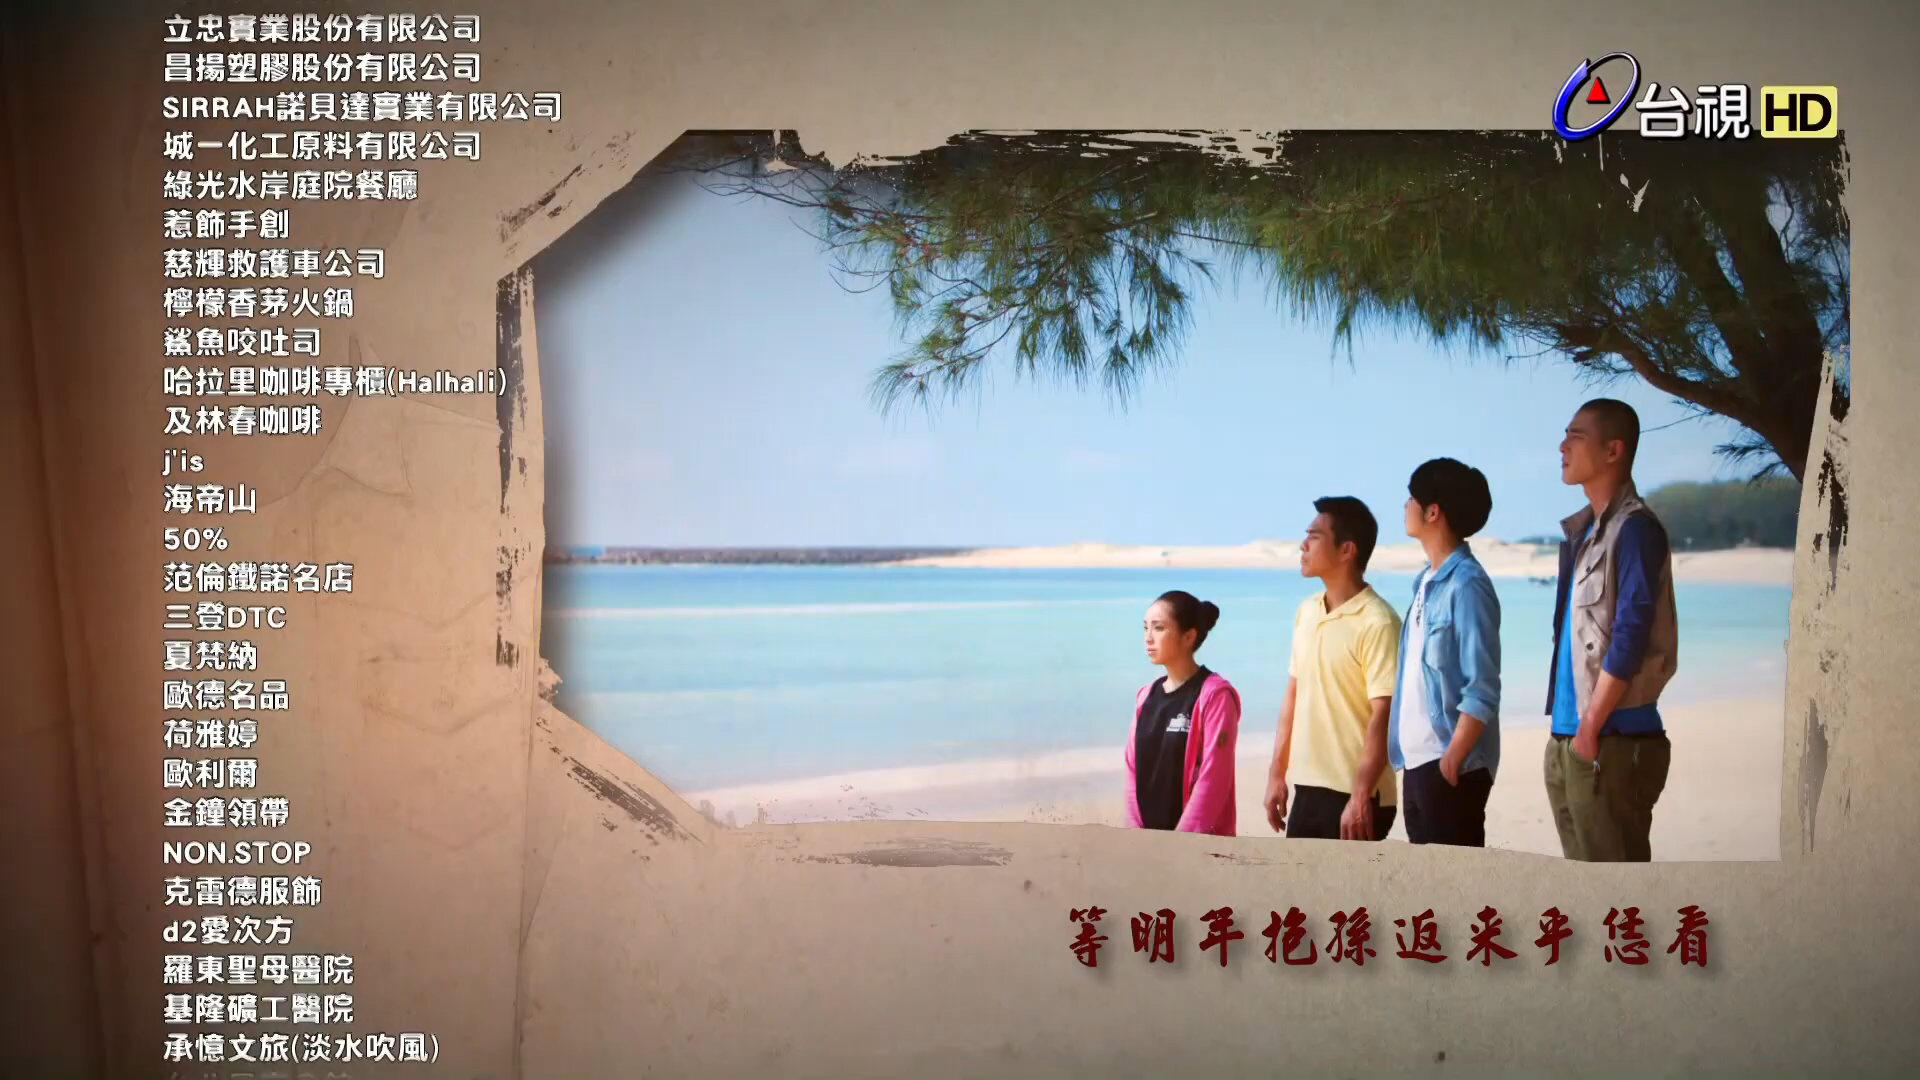 立忠實業股份有限公司
昌揚塑膠股份有限公司
SIRRAH諾貝達實業有限公司
城一化工原料有限公司
綠光水岸庭院餐廳
惹飾手創
慈輝救護車公司
檸檬香茅火鍋
鯊魚咬吐司
哈拉里咖啡專櫃(Halhali)
及林春咖啡
j'is
海帝山
50%
范倫鐵諾名店
三登DTC
夏梵納
歐德名品
荷雅婷
歐利爾
金鐘領帶
NON.STOP
克雷德服飾
d2愛次方
羅東聖母醫院
基隆礦工醫院
承憶文旅(淡水吹風)
台視HD
等明年抱孫返來乎恁看